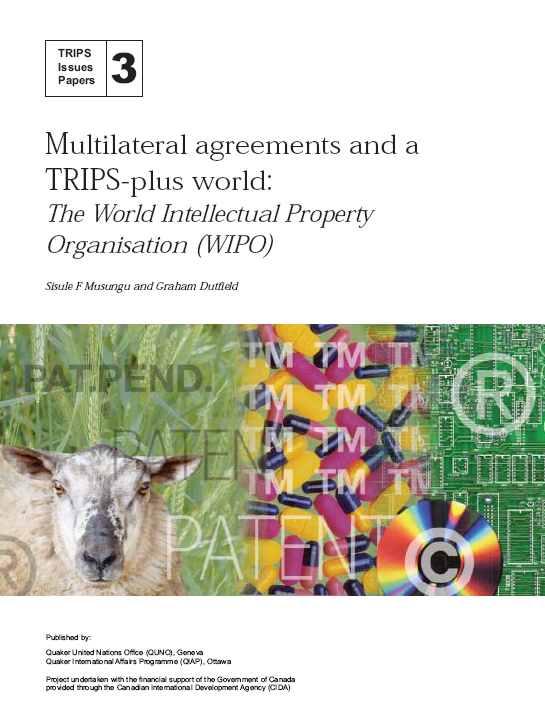 TRIPS
Issues
Papers
3
Multilateral agreements and a
TRIPS-plus world:
The World Intellectual Property
Organisation (WIPO)
Sisule F Musungu and Graham Dutfield
TM TM TM
PAT.PEND.
®
TM TM TM
PATENT
TM TM TM
TM TM TM
PATENT
©
®
Published by:
Quaker United Nations Office (QUNO), Geneva
Quaker International Affairs Programme (QIAP), Ottawa
Project undertaken with the financial support of the Government of Canada
provided through the Canadian International Development Agency (CIDA)